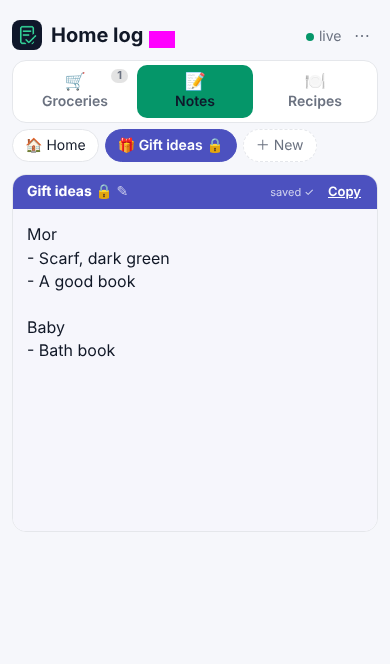 Home log
live
1
Groceries
Notes
Recipes
Home
Gift ideas
+ New
Gift ideas
saved ✓
Copy
Mor
- Scarf, dark green
- A good book

Baby
- Bath book